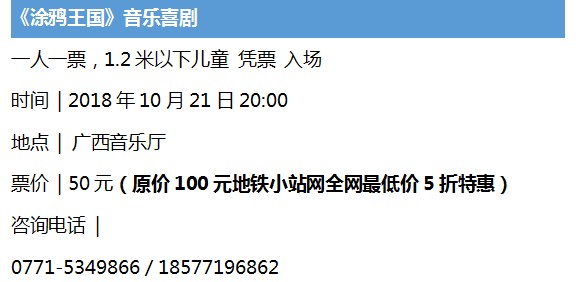 《涂鸦王国》音乐喜剧
一人一票，1.2 米以下儿童 凭票 入场
时间 | 2018 年 10 月 21 日 20:00
地点 | 广西音乐厅
票价 | 50 元（原价 100 元地铁小站网全网最低价 5 折特惠）
咨询电话 |
0771-5349866 / 18577196862